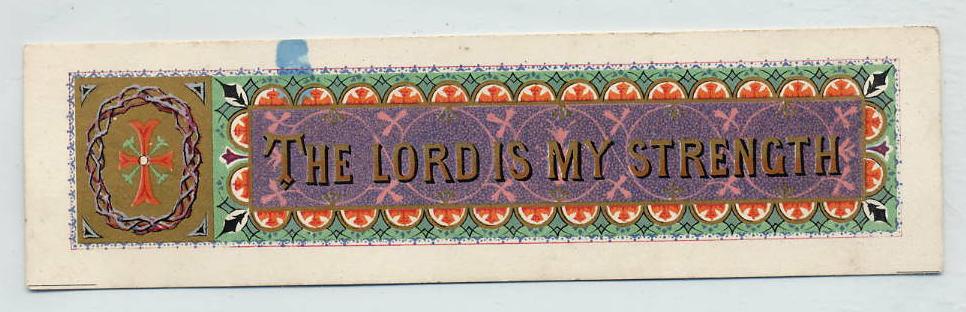 THE LORD IS MY STRENGTH